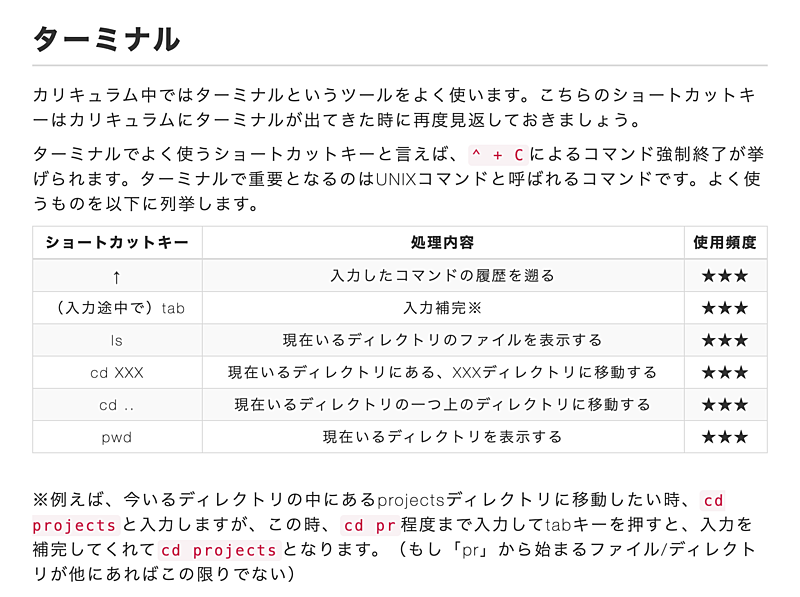 ターミナル
カリキュラム中ではターミナルというツールをよく使います。こちらのショートカットキ
ーはカリキュラムにターミナルが出てきた時に再度見返しておきましょう。
ターミナルでよく使うショートカットキーと言えば、 ^ + C によるコマンド強制終了が挙
げられます。ターミナルで重要となるのはUNIXコマンドと呼ばれるコマンドです。よく使
うものを以下に列挙します。
ショートカットキー 処理内容 使用頻度
↑ 入力したコマンドの履歴を遡る ★★★
（入力途中で）tab 入力補完※ ★★★
ls 現在いるディレクトリのファイルを表示する ★★★
cd XXX 現在いるディレクトリにある、XXXディレクトリに移動する ★★★
cd .. 現在いるディレクトリの一つ上のディレクトリに移動する ★★★
pwd 現在いるディレクトリを表示する ★★★
※例えば、今いるディレクトリの中にあるprojectsディレクトリに移動したい時、 cd
projects と入力しますが、この時、 cd pr 程度まで入力してtabキーを押すと、入力を
補完してくれて cd projects となります。（もし「pr」から始まるファイル/ディレクト
リが他にあればこの限りでない）